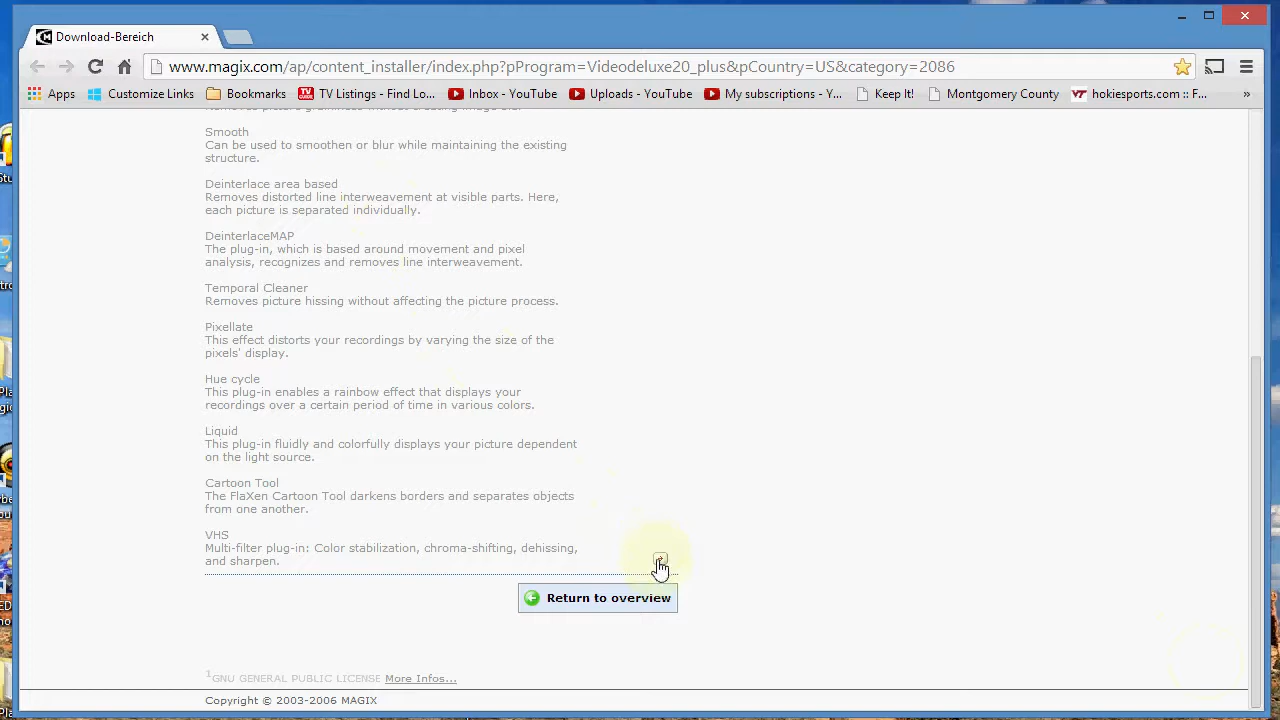 Download-Bereich
www.magix.com/ap/content_installer/index.php?pProgram=Videodeluxe20_plus&pCountry=US&category=2086
Apps Customize Links Bookmarks TV Listings - Find Lo... Inbox - YouTube Uploads - YouTube My subscriptions - Y... Keeeet! Montgomery County hokiesports.com :: F... »
Smooth
Can be used to smoothen or blur while maintaining the existing
structure.
Deinterlace area based
Removes distorted line interweavement at visible parts. Here,
each picture is separated individually.
DeinterlaceMAP
The plug-in, which is based around movement and pixel
analysis, recognizes and removes line interweavement.
Temporal Cleaner
Removes picture hissing without affecting the picture process.
Pixellate
This effect distorts your recordings by varying the size of the
pixels' display.
Hue cycle
This plug-in enables a rainbow effect that displays your
recordings over a certain period of time in various colors.
Liquid
This plug-in fluidly and colorfully displays your picture dependent
on the light source.
Cartoon Tool
The FlaXen Cartoon Tool darkens borders and separates objects
from one another.
VHS
Multi-filter plug-in: Color stabilization, chroma-shifting, dehissing,
and sharpen.
Return to overview
1GNU GENERAL PUBLIC LICENSE More Infos...
Copyright © 2003-2006 MAGIX